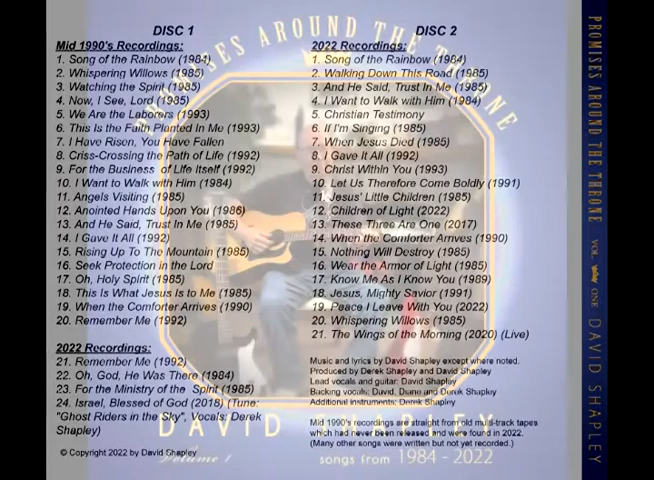 PROMISES AROUND THE THRONE
DISC 1
Mid 1990's Recordings:
1. Song of the Rainbow (1984)
2. Whispering Willows (1985)
3. Watching the Spirit (1985)
4. Now, I See, Lord (1985)
5. We are the Laborers (1993)
6. This Is the Faith Planted In Me (1993)
7. I Have Risen, You Have Fallen
8. Criss-Crossing the Path of Life (1992)
9. For the Business of Life Itself (1992)
10. I Want to Walk with Him (1984)
11. Angels Visiting (1985)
12. Anointed Hands Upon You (1986)
13. And He Said, Trust In Me (1985)
14. I Gave It All (1992)
15. Rising Up To The Mountain (1985)
16. Seek Protection in the Lord
17. Oh, Holy Spirit (1985)
18. This Is What Jesus Is to Me (1985)
19. When the Comforter Arrives (1990)
20. Remember Me (1992)
2022 Recordings:
21. Remember Me (1992)
22. Oh, God, He Was There (1984)
23. For the Ministry of the Spirit (1985)
24. Israel, Blessed of God (2018) (Tune:
"Ghost Riders in the Sky", Vocals: Derek
Shapley)
© Copyright 2022 by David Shapley
DISC 2
2022 Recordings:
1. Song of the Rainbow (1984)
2. Walking Down This Road (1985)
3. And He Said, Trust In Me (1985)
4. I Want to Walk with Him (1984)
5. Christian Testimony
6. If I'm Singing (1985)
7. When Jesus Died (1985)
8. I Gave It All (1992)
9. Christ Within You (1993)
10. Let Us Therefore Come Boldly (1991)
11. Jesus' Little Children (1985)
12. Children of Light (2022)
13. These Three Are One (2017)
14. When the Comforter Arrives (1990)
15. Nothing Will Destroy (1985)
16. Wear the Armor of Light (1985)
17. Know Me As I Know You (1989)
18. Jesus, Mighty Savior (1991)
19. Peace I Leave With You (2022)
20. Whispering Willows (1985)
21. The Wings of the Morning (2020) (Live)
Music and lyrics by David Shapley except where noted.
Produced by Derek Shapley and David Shapley
Lead vocals and guitar: David Shapley
Backing vocals: David, Diane and Derek Shapley
Additional instruments: Derek Shapley
Mid 1990's recordings are straight from old multi-track tapes
which had never been released and were found in 2022.
(Many other songs were written but not yet recorded.)
DAVID SHAPLEY
Volume 1
songs from 1984 - 2022
PROMISES AROUND THE THRONE VOL. ONE DAVID SHAPLEY